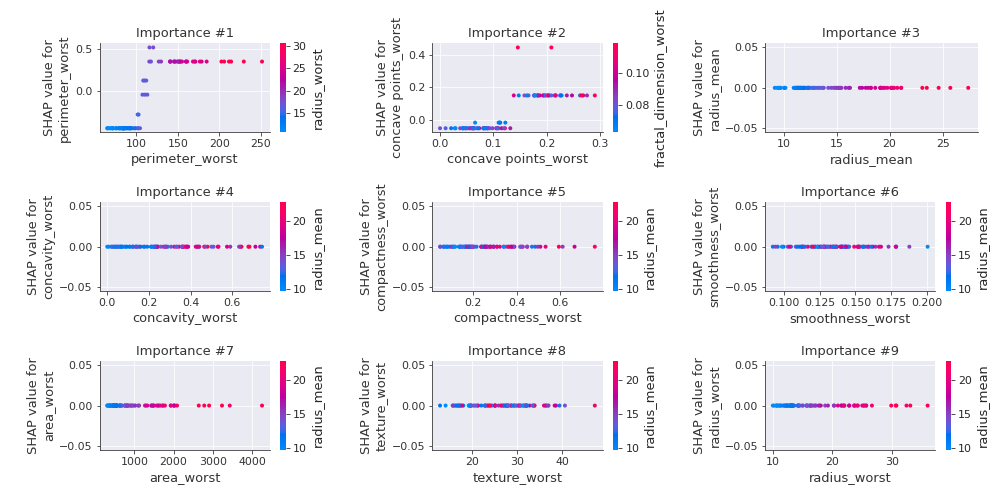 Importance #1
SHAP value for
perimeter_worst
0.5
0.0
100
150
200
250
perimeter_worst
30
25
20
15
radius_worst
Importance #2
SHAP value for
concave points_worst
0.4
0.2
0.0
0.0
0.1
0.2
0.3
concave points_worst
0.10
0.08
fractal_dimension_worst
Importance #3
SHAP value for
radius_mean
0.05
0.00
−0.05
10
15
20
25
radius_mean
Importance #4
SHAP value for
concavity_worst
0.05
0.00
−0.05
0.0
0.2
0.4
0.6
concavity_worst
20
15
10
radius_mean
Importance #5
SHAP value for
compactness_worst
0.05
0.00
−0.05
0.2
0.4
0.6
compactness_worst
20
15
10
radius_mean
Importance #6
SHAP value for
smoothness_worst
0.05
0.00
−0.05
0.100
0.125
0.150
0.175
0.200
smoothness_worst
20
15
10
radius_mean
Importance #7
SHAP value for
area_worst
0.05
0.00
−0.05
1000
2000
3000
4000
area_worst
20
15
10
radius_mean
Importance #8
SHAP value for
texture_worst
0.05
0.00
−0.05
20
30
40
texture_worst
20
15
10
radius_mean
Importance #9
SHAP value for
radius_worst
0.05
0.00
−0.05
10
20
30
radius_worst
20
15
10
radius_mean